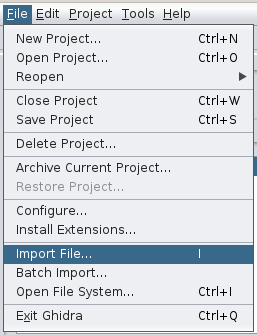 File Edit Project Tools Help
New Project... Ctrl+N
Open Project... Ctrl+O
Reopen
Close Project Ctrl+W
Save Project Ctrl+S
Delete Project...
Archive Current Project...
Restore Project...
Configure...
Install Extensions...
Import File... I
Batch Import...
Open File System... Ctrl+I
Exit Ghidra Ctrl+Q